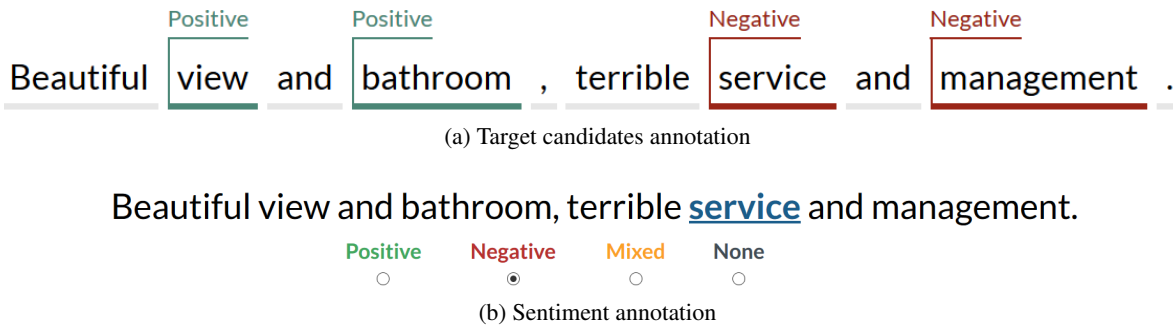 Positive Positive Negative Negative
Beautiful view and bathroom , terrible service and management .
(a) Target candidates annotation
Beautiful view and bathroom, terrible service and management.
Positive Negative Mixed None
(b) Sentiment annotation